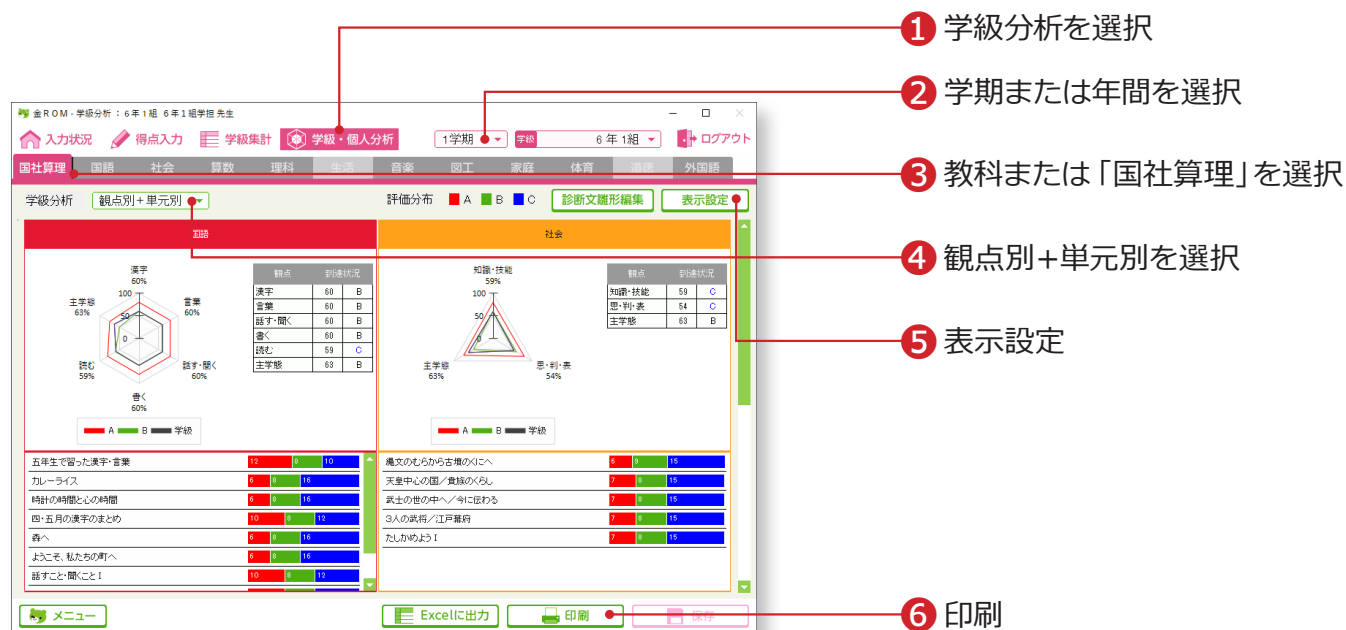 ❶ 学級分析を選択
❷ 学期または年間を選択
金ROM - 学級分析 : 6年1組 6年1組学担 先生
入力状況 得点入力 学級集計 学級・個人分析 1学期 学級 6 年 1組 ログアウト
国社算理 国語 社会 算数 理科 生活 音楽 図工 家庭 体育 道徳 外国語
❸ 教科または「国社算理」を選択
学級分析 観点別+単元別 評価分布 A B C 診断文雛形編集 表示設定
国語 社会
❹ 観点別+単元別を選択
漢字
60%
言葉
60%
話す・聞く
60%
書く
60%
読む
59%
主学態
63%
100
50
0
A B 学級
観点 到達状況
漢字 60 B
言葉 60 B
話す・聞く 60 B
書く 60 B
読む 59 C
主学態 63 B
知識・技能
59%
思・判・表
54%
主学態
63%
100
50
0
A B 学級
観点 到達状況
知識・技能 59 C
思・判・表 54 C
主学態 63 B
❺ 表示設定
五年生で習った漢字・言葉 12 8 10
カレーライス 6 8 16
時計の時間と心の時間 6 8 16
四・五月の漢字のまとめ 10 8 12
森へ 6 8 16
ようこそ、私たちの町へ 6 8 16
話すこと・聞くことⅠ 10 8 12
縄文のむらから古墳のくにへ 6 9 15
天皇中心の国／貴族のくらし 7 8 15
武士の世の中へ／今に伝わる 7 8 15
3人の武将／江戸幕府 7 8 15
たしかめようⅠ 7 8 15
メニュー Excelに出力 印刷 保存
❻ 印刷